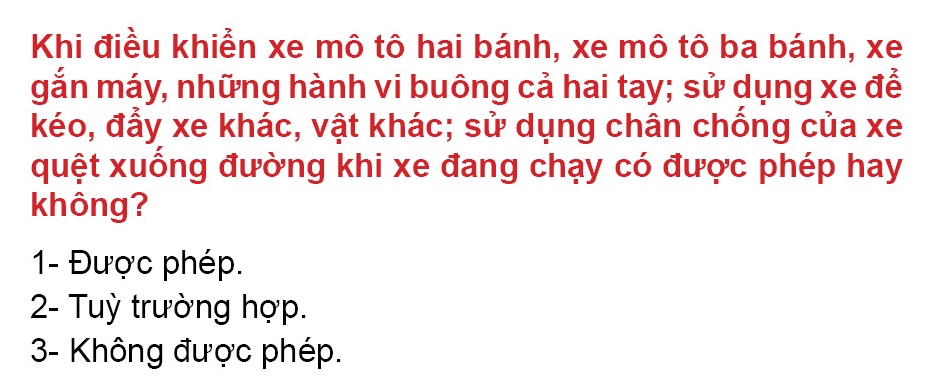 Khi điều khiển xe mô tô hai bánh, xe mô tô ba bánh, xe
gắn máy, những hành vi buông cả hai tay; sử dụng xe để
kéo, đẩy xe khác, vật khác; sử dụng chân chống của xe
quệt xuống đường khi xe đang chạy có được phép hay
không?
1- Được phép.
2- Tuỳ trường hợp.
3- Không được phép.